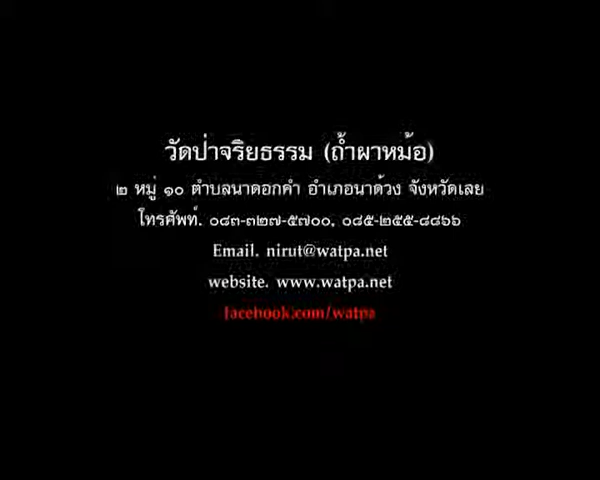 วัดป่าจริยธรรม (ถ้ำผาหม้อ)
๒ หมู่ ๑๐ ตำบลนาดอกคำ อำเภอนาด้วง จังหวัดเลย
โทรศัพท์. ๐๘๓-๓๒๗-๕๗๐๐, ๐๘๕-๒๕๕-๘๘๖๖
Email. nirut@watpa.net
website. www.watpa.net
facebook.com/watpa